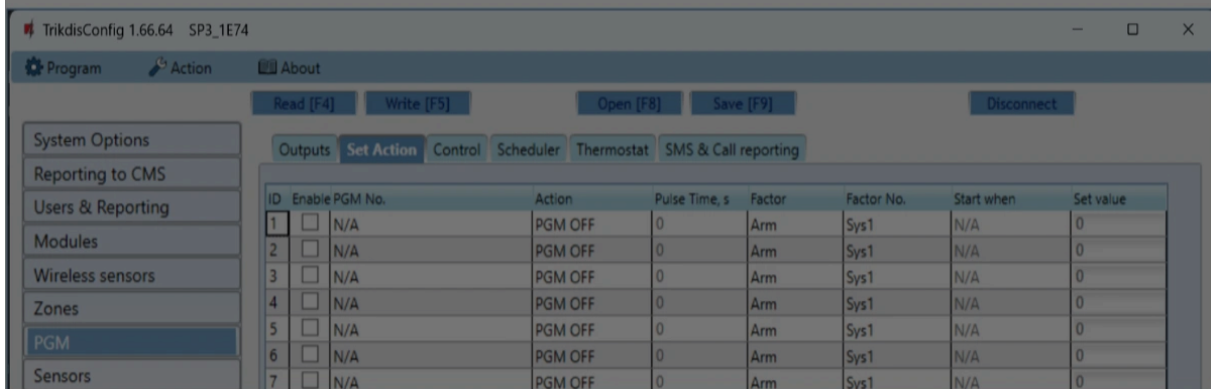 TrikdisConfig 1.66.64 SP3_1E74
Program Action About
Read [F4] Write [F5] Open [F8] Save [F9] Disconnect
System Options
Reporting to CMS
Users & Reporting
Modules
Wireless sensors
Zones
PGM
Sensors
Outputs Set Action Control Scheduler Thermostat SMS & Call reporting
ID Enable PGM No. Action Pulse Time, s Factor Factor No. Start when Set value
1 N/A PGM OFF 0 Arm Sys1 N/A 0
2 N/A PGM OFF 0 Arm Sys1 N/A 0
3 N/A PGM OFF 0 Arm Sys1 N/A 0
4 N/A PGM OFF 0 Arm Sys1 N/A 0
5 N/A PGM OFF 0 Arm Sys1 N/A 0
6 N/A PGM OFF 0 Arm Sys1 N/A 0
7 N/A PGM OFF 0 Arm Sys1 N/A 0